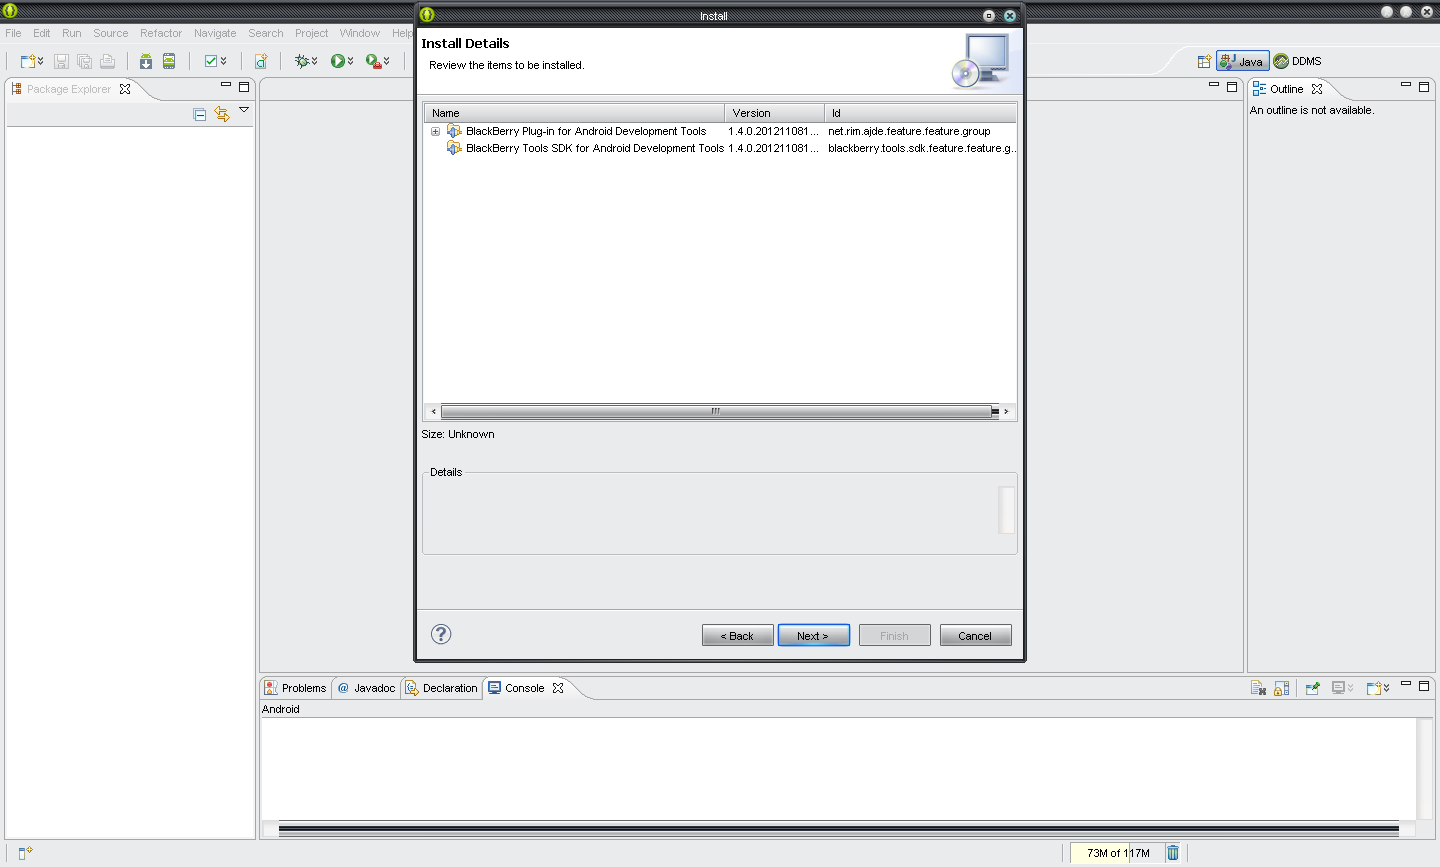 Install
File Edit Run Source Refactor Navigate Search Project Window Help
Install Details
Review the items to be installed.
Java DDMS
Package Explorer
Outline
An outline is not available.
Name Version Id
BlackBerry Plug-in for Android Development Tools 1.4.0.201211081... net.rim.ajde.feature.feature.group
BlackBerry Tools SDK for Android Development Tools 1.4.0.201211081... blackberry.tools.sdk.feature.feature.g..
Size: Unknown
Details
< Back Next > Finish Cancel
Problems @ Javadoc Declaration Console
Android
73M of 117M